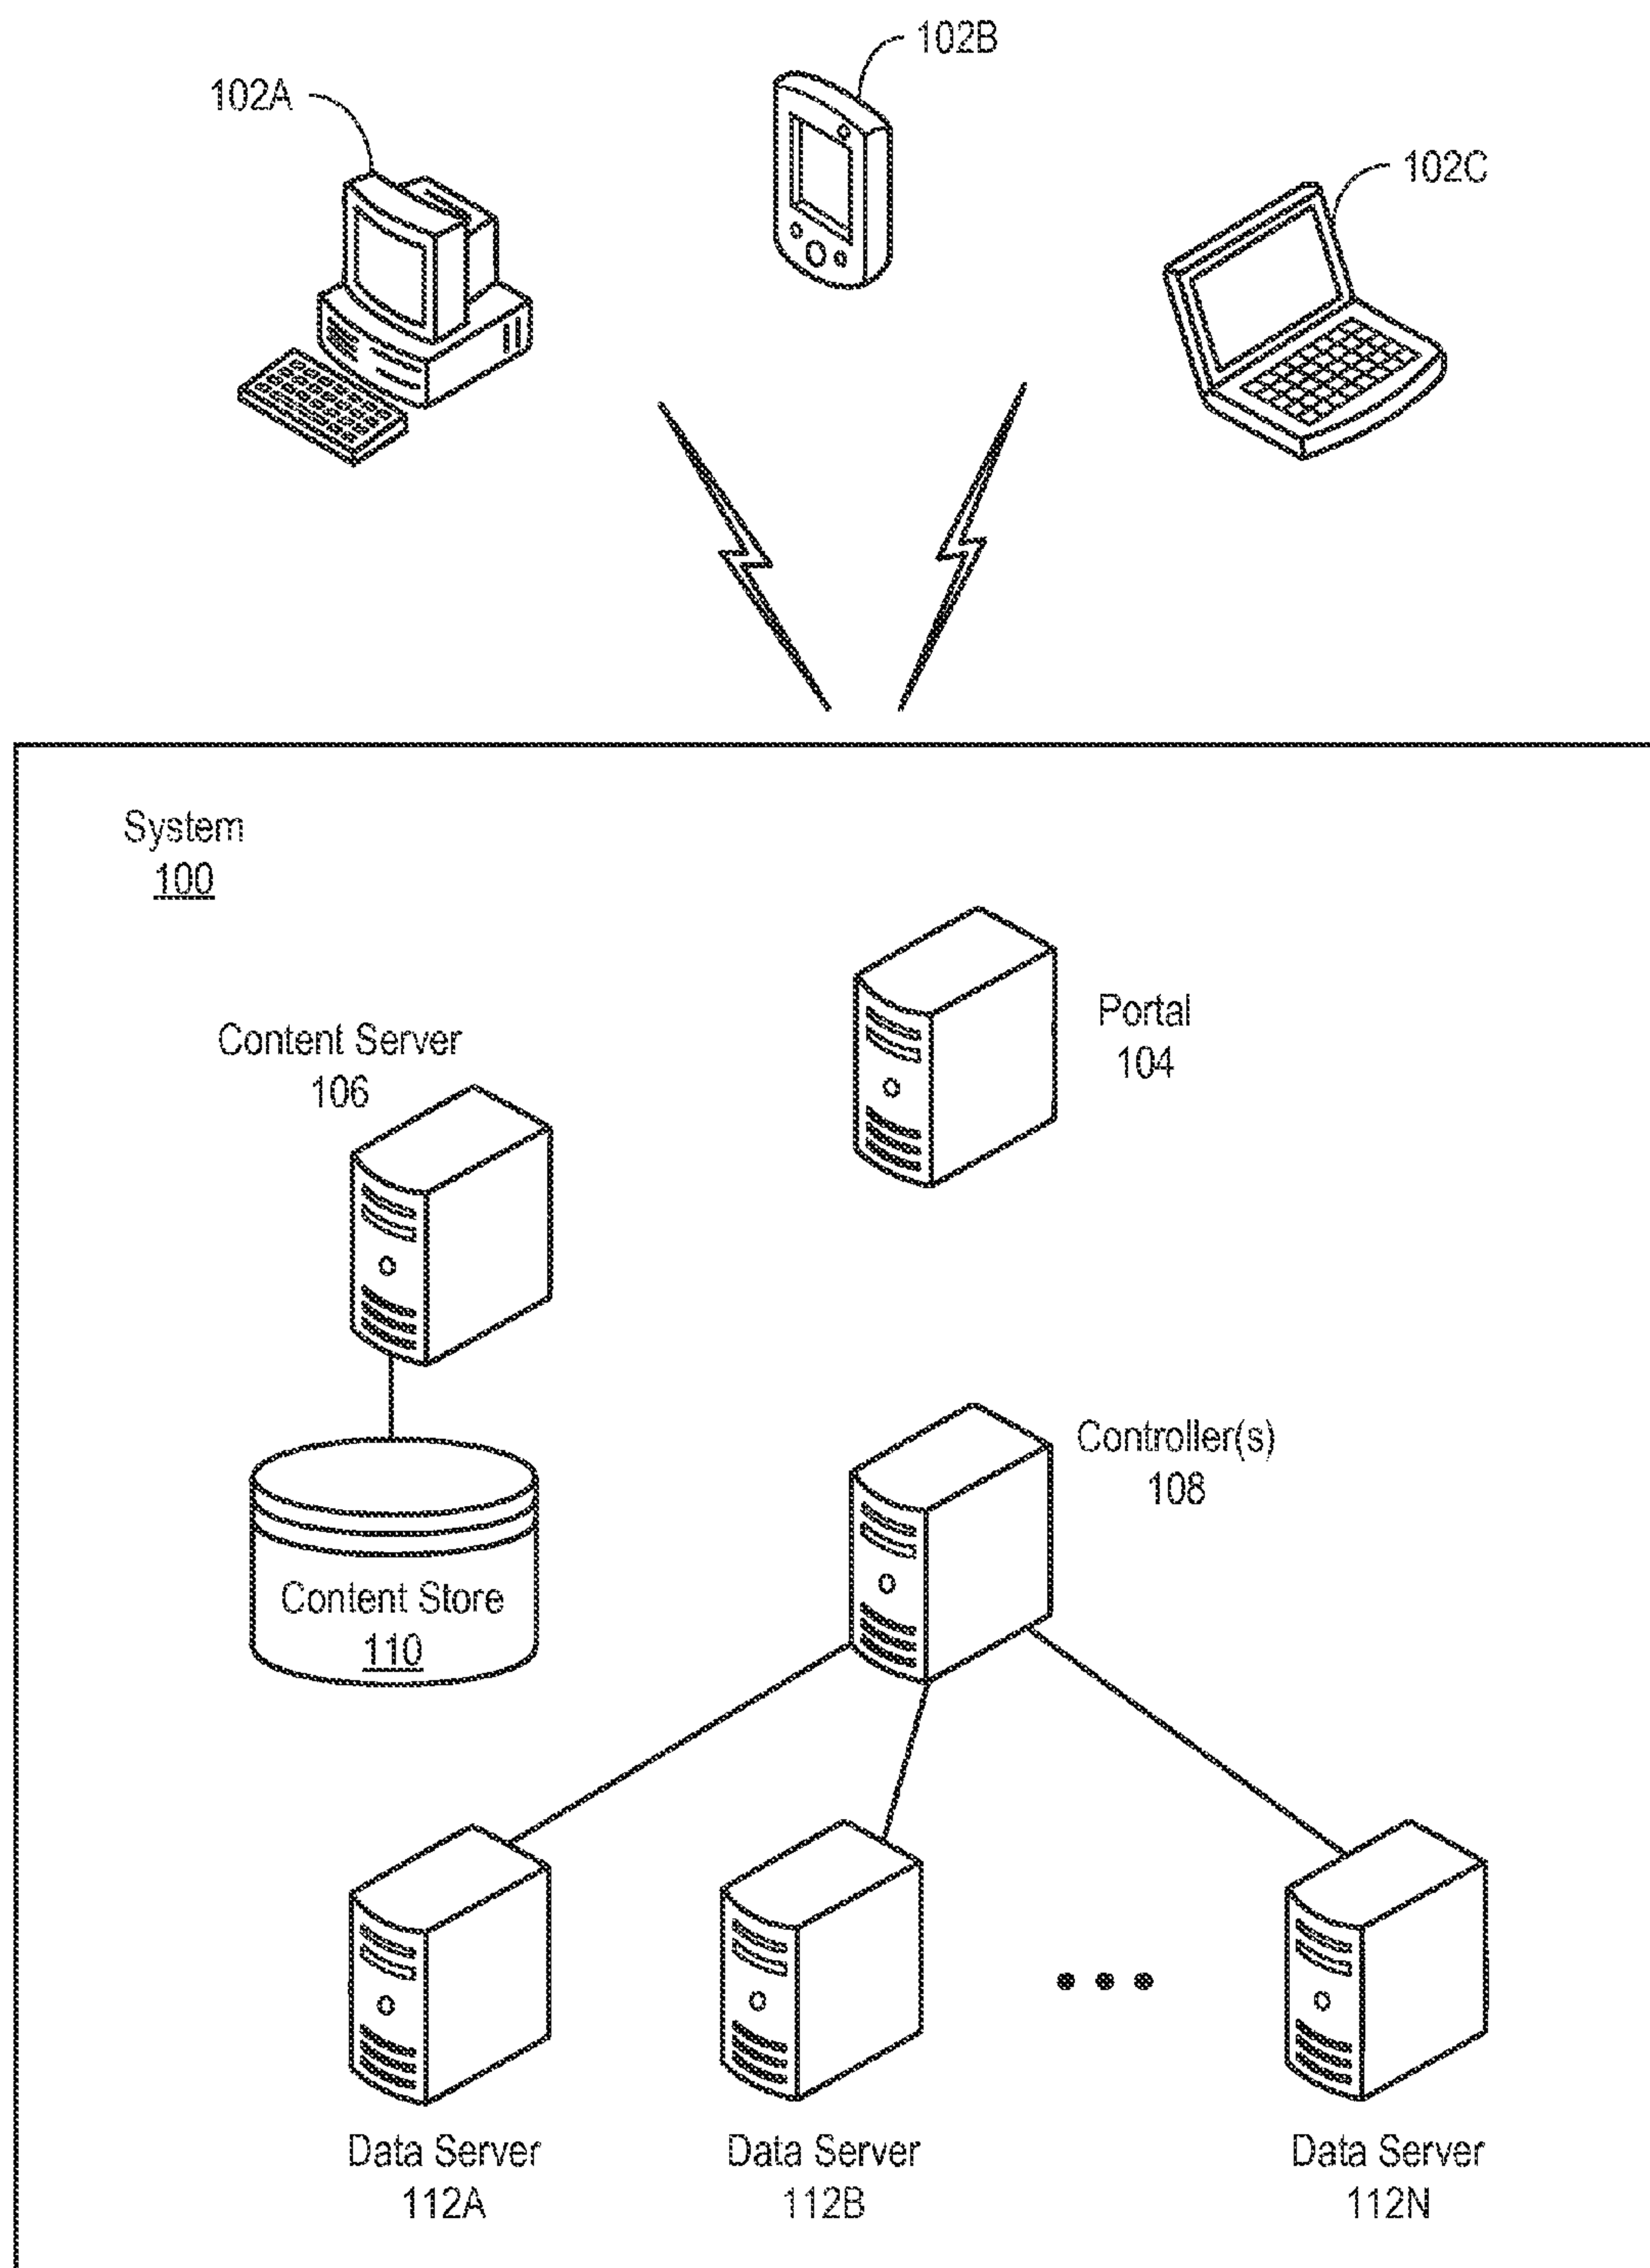 102B
102A
102C
System
100
Portal
104
Content Server
106
Controller(s)
108
Content Store
110
Data Server
112A
Data Server
112B
Data Server
112N